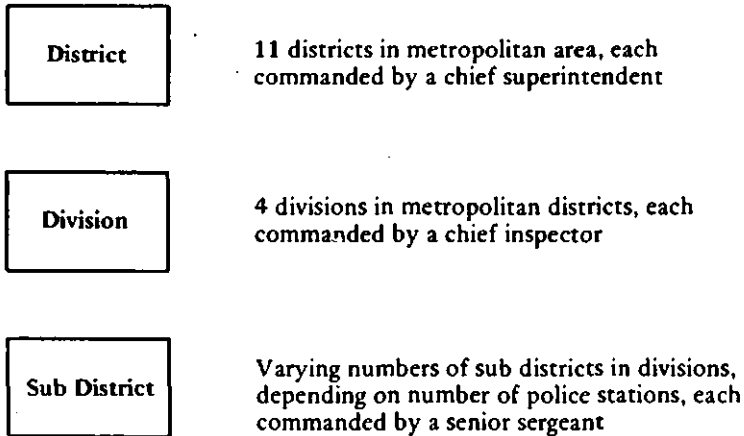 District
11 districts in metropolitan area, each
commanded by a chief superintendent
Division
4 divisions in metropolitan districts, each
commanded by a chief inspector
Sub District
Varying numbers of sub districts in divisions,
depending on number of police stations, each
commanded by a senior sergeant